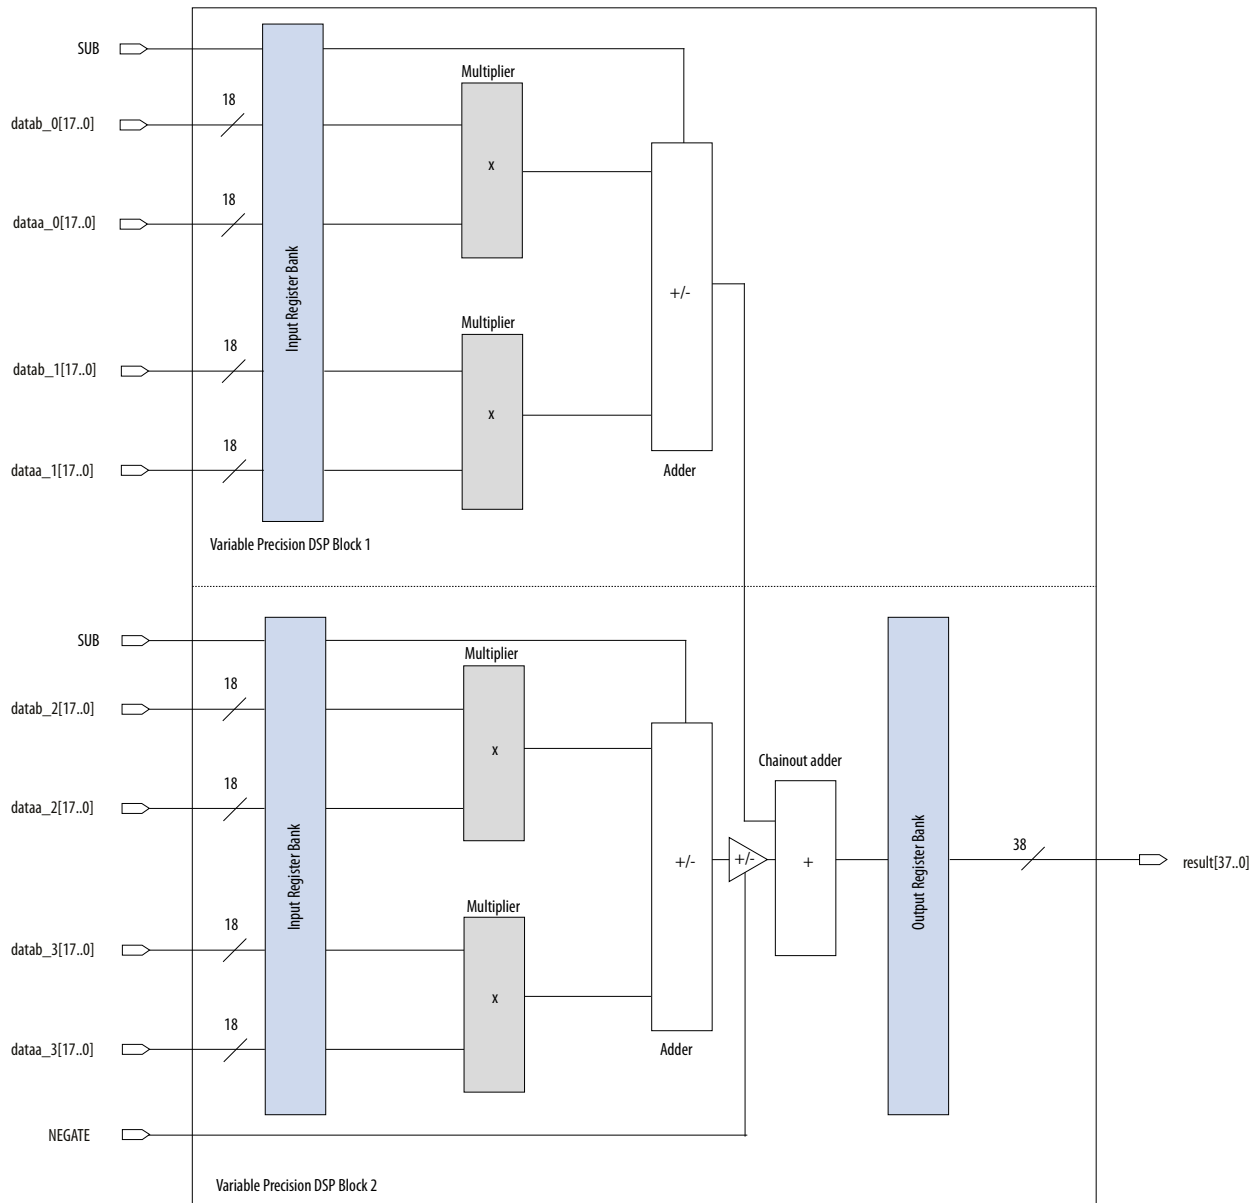 SUB
Multiplier
18
datab_0[17..0]
x
18
dataa_0[17..0]
Input Register Bank
+/-
Multiplier
18
datab_1[17..0]
x
18
dataa_1[17..0]
Adder
Variable Precision DSP Block 1
SUB
Multiplier
18
datab_2[17..0]
x
Chainout adder
18
dataa_2[17..0]
Input Register Bank
+/-
+/-
+
Output Register Bank
38
result[37..0]
Multiplier
18
datab_3[17..0]
x
18
dataa_3[17..0]
Adder
NEGATE
Variable Precision DSP Block 2